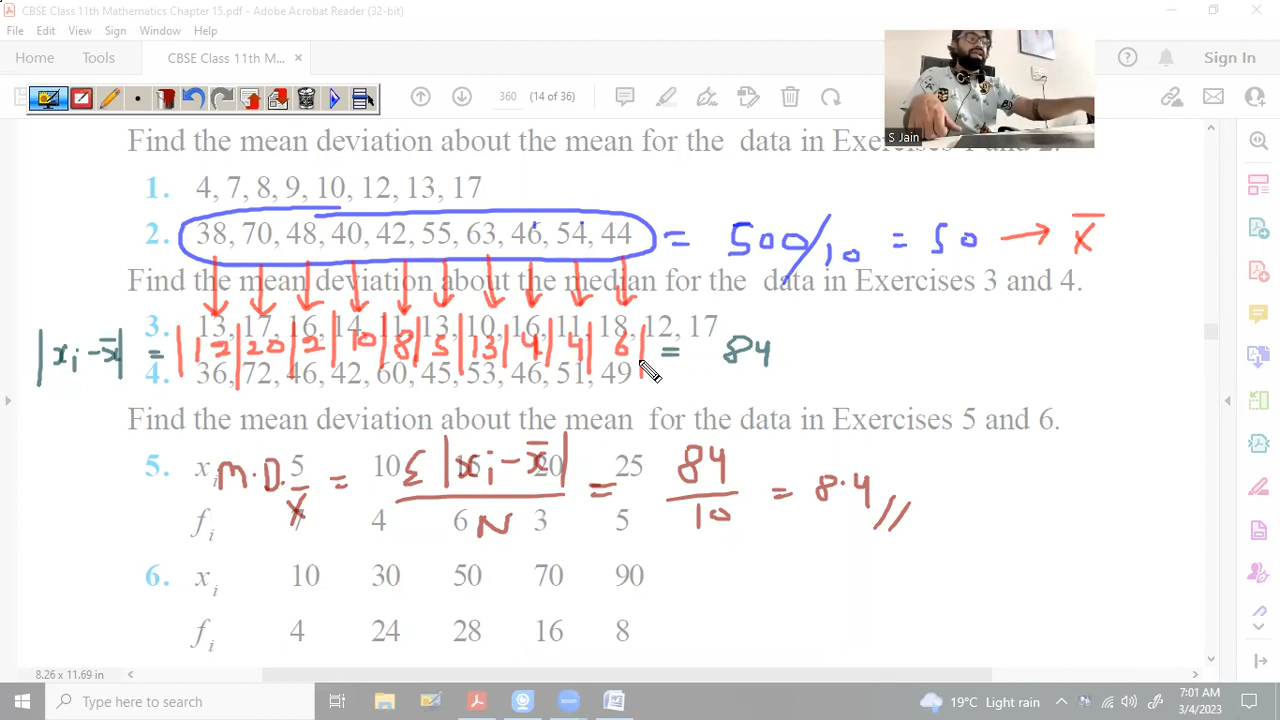 CBSE Class 11th Mathematics Chapter 15.pdf - Adobe Acrobat Reader (32-bit)
File Edit View Sign Window Help
Home Tools CBSE Class 11th M... × Sign In
360 (14 of 36)
S Jain
Find the mean deviation about the mean for the data in Exercises 1 and 2.
1. 4, 7, 8, 9, 10, 12, 13, 17
2. 38, 70, 48, 40, 42, 55, 63, 46, 54, 44 = 500/10 = 50 → x̅
Find the mean deviation about the median for the data in Exercises 3 and 4.
3. 13, 17, 16, 14, 11, 13, 10, 16, 11, 18, 12, 17
|xi - x̅| = |12|20|2|10|8|5|13|4|4|6| = 84
4. 36, 72, 46, 42, 60, 45, 53, 46, 51, 49
Find the mean deviation about the mean for the data in Exercises 5 and 6.
5. xi 5 10 15 20 25
M.D. x̅ = Σ|xi - x̅| / N = 84 / 10 = 8.4 //
fi 7 4 6 3 5
6. xi 10 30 50 70 90
fi 4 24 28 16 8
8.26 x 11.69 in
Type here to search 19°C Light rain 7:01 AM
3/4/2023